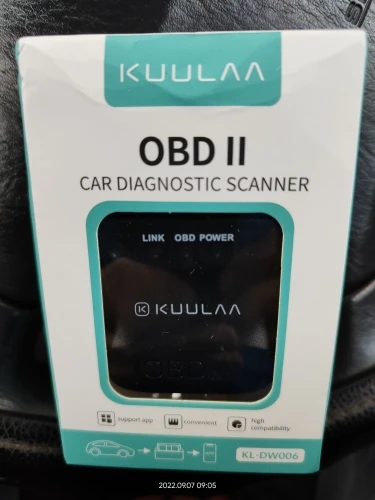 KUULAA
OBD II
CAR DIAGNOSTIC SCANNER
LINK OBD POWER
KUULAA
support app
convenient
high
compatibility
KL-DW006
2022.09.07 09:05